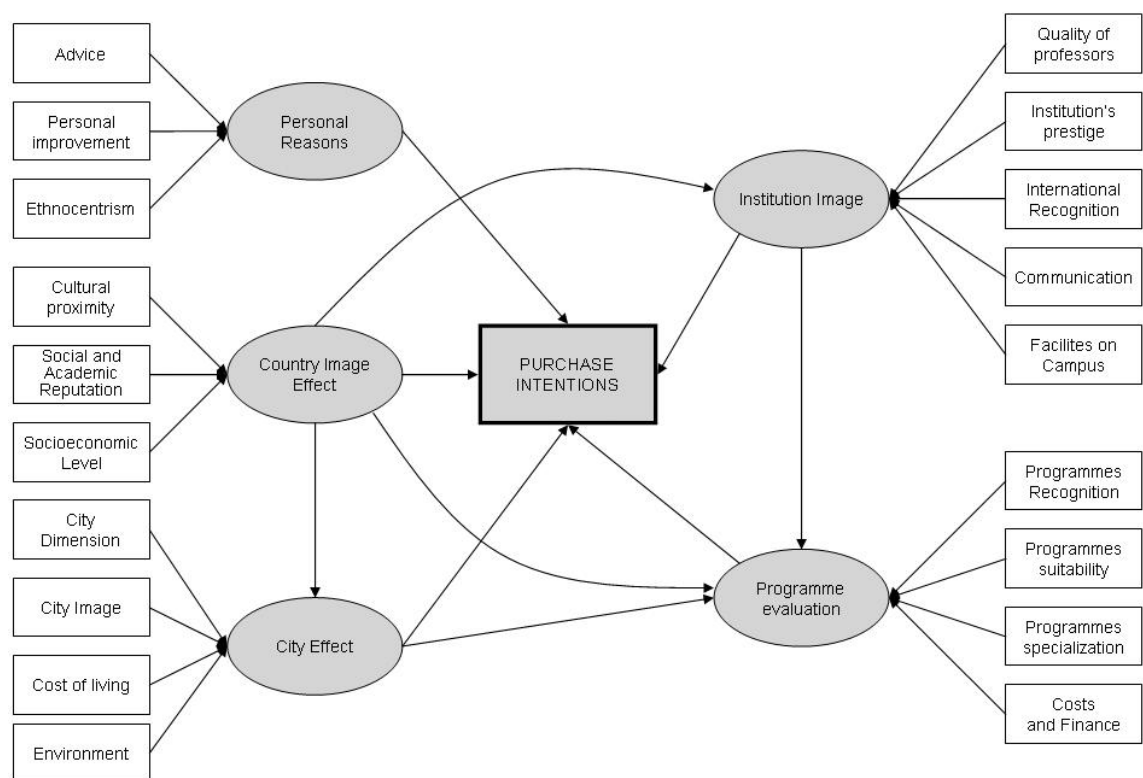 Advice
Personal
improvement
Ethnocentrism
Personal
Reasons
Cultural
proximity
Social and
Academic
Reputation
Socioeconomic
Level
Country Image
Effect
City
Dimension
City Image
Cost of living
Environment
City Effect
PURCHASE
INTENTIONS
Institution Image
Quality of
professors
Institution's
prestige
International
Recognition
Communication
Facilites on
Campus
Programme
evaluation
Programmes
Recognition
Programmes
suitability
Programmes
specialization
Costs
and Finance